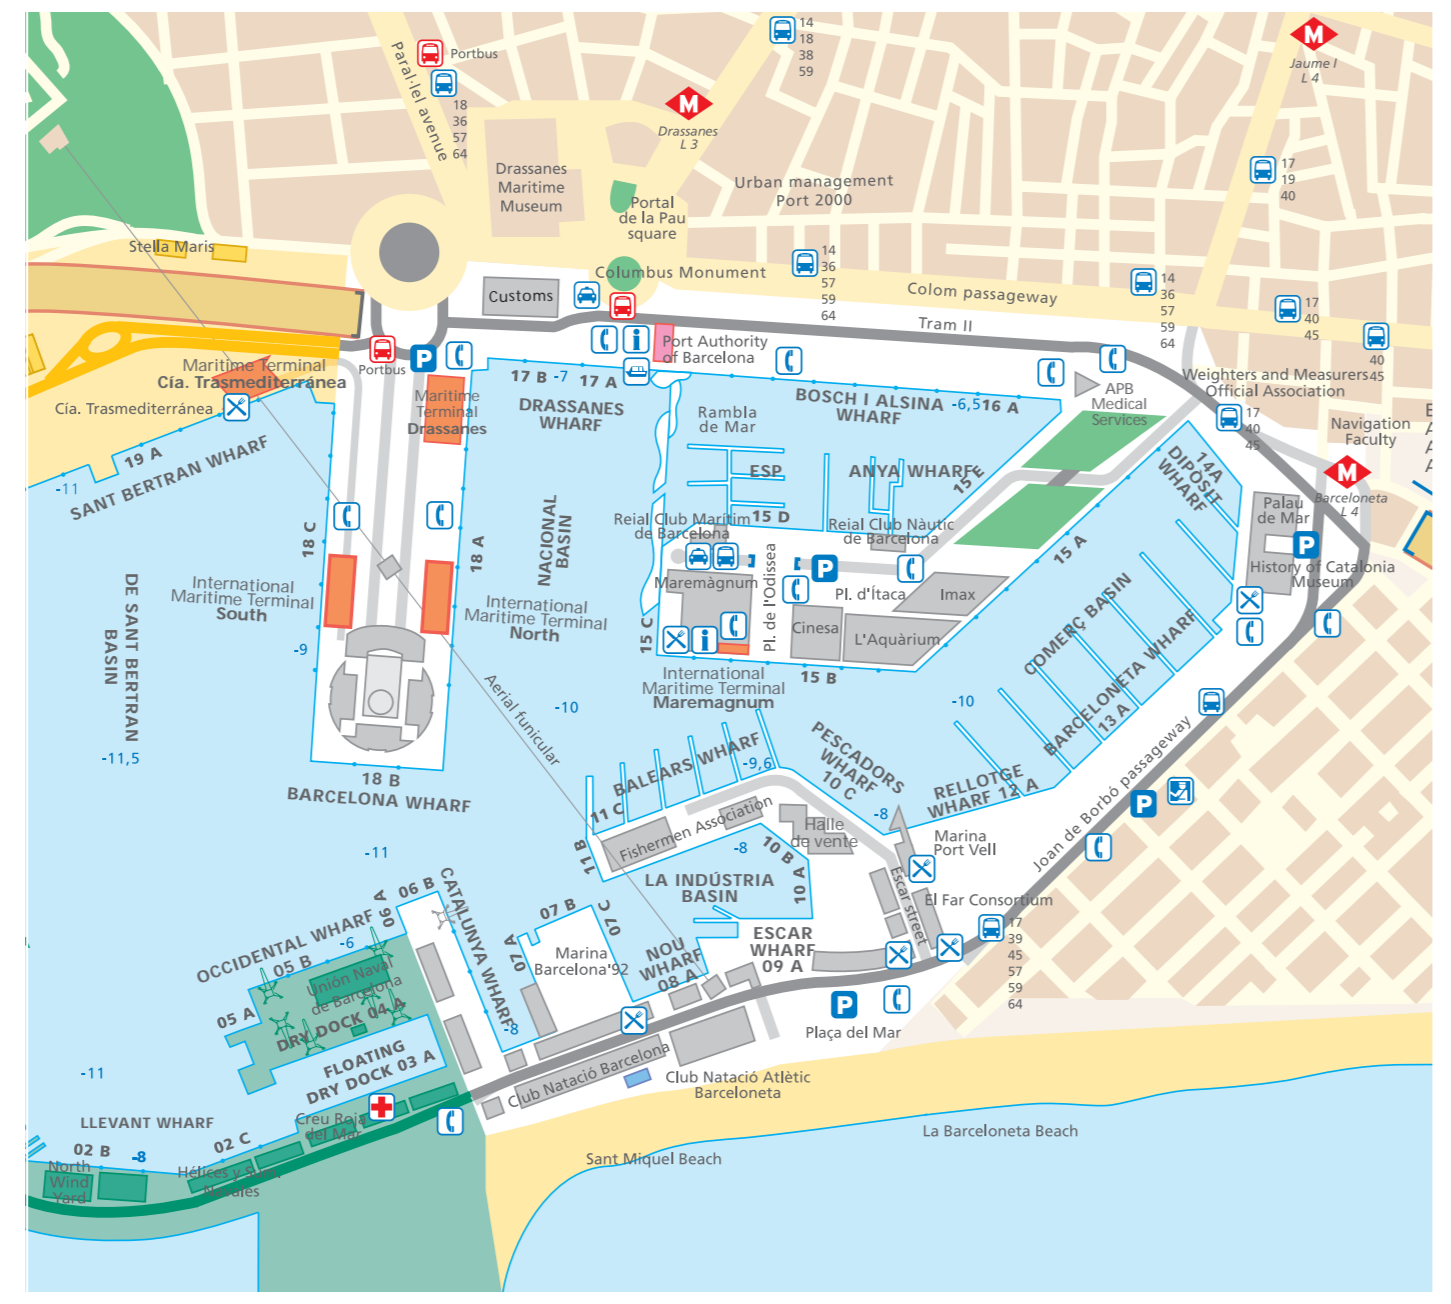 Portbus
Paral·lel avenue
18
36
57
64
14
18
38
59
M
Drassanes
L 3
M
Jaume I
L 4
17
19
40
Drassanes
Maritime
Museum
Urban management
Port 2000
Portal
de la Pau
square
Stella Maris
Columbus Monument
Customs
14
36
57
59
64
Colom passageway
Tram II
14
36
57
59
64
17
40
45
40
45
Port Authority
of Barcelona
i
Portbus
P
Maritime Terminal
Cía. Trasmediterránea
Cía. Trasmediterránea
Maritime
Terminal
Drassanes
17 B
-7
17 A
DRASSANES
WHARF
Rambla
de Mar
BOSCH I ALSINA
WHARF
-6,5
16 A
APB
Medical
Services
Weighters and Measurers
Official Association
17
40
45
Navigation
Faculty
E
A
A
A
M
Barceloneta
L 4
19 A
SANT BERTRAN WHARF
-11
ESP
ANYA WHARF
15 E
15 D
14A
DIPÒSIT
WHARF
Palau
de Mar
P
History of Catalonia
Museum
18 C
18 A
NACIONAL
BASIN
Reial Club Marítim
de Barcelona
Reial Club Nàutic
de Barcelona
15 A
Maremàgnum
Pl. de l'Odissea
P
Pl. d'Ítaca
Imax
Cinesa
L'Aquàrium
i
15 C
15 B
International
Maritime Terminal
South
International
Maritime Terminal
North
International
Maritime Terminal
Maremagnum
DE SANT BERTRAN
BASIN
-9
-11,5
-10
-10
COMERÇ BASIN
BARCELONETA WHARF
13 A
Aerial funicular
18 B
BARCELONA WHARF
BALEARS WHARF
-9,6
PESCADORS
WHARF
10 C
-8
RELLOTGE
WHARF 12 A
Joan de Borbó passageway
P
11 C
11 B
Fishermen Association
Halle
de vente
Marina
Port Vell
-11
-8
10 B
10 A
LA INDÚSTRIA
BASIN
Escar street
El Far Consortium
17
39
45
57
59
64
06 A
06 B
CATALUNYA WHARF
07 B
07 C
07 A
Marina
Barcelona'92
NOU
WHARF
08 A
ESCAR
WHARF
09 A
OCCIDENTAL WHARF
-6
05 B
Unión Naval
de Barcelona
05 A
DRY DOCK 04 A
-8
P
Plaça del Mar
FLOATING
DRY DOCK 03 A
-11
Club Natació Barcelona
Club Natació Atlètic
Barceloneta
LLEVANT WHARF
Creu Roja
del Mar
02 B
-8
02 C
North
Wind
Yard
Hélices y Sum.
Navales
La Barceloneta Beach
Sant Miquel Beach